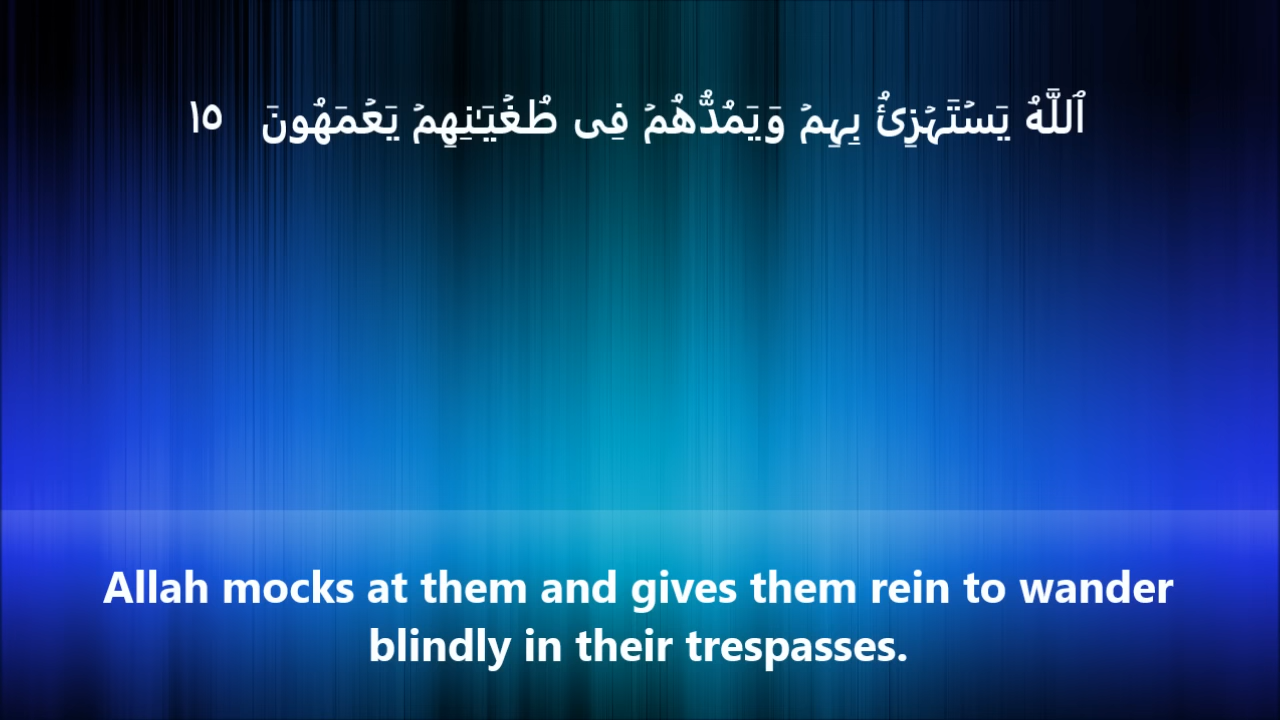 ٱللَّهُ يَسۡتَهۡزِئُ بِهِمۡ وَيَمُدُّهُمۡ فِى طُغۡيَـٰنِهِمۡ يَعۡمَهُونَ ١٥
Allah mocks at them and gives them rein to wander
blindly in their trespasses.